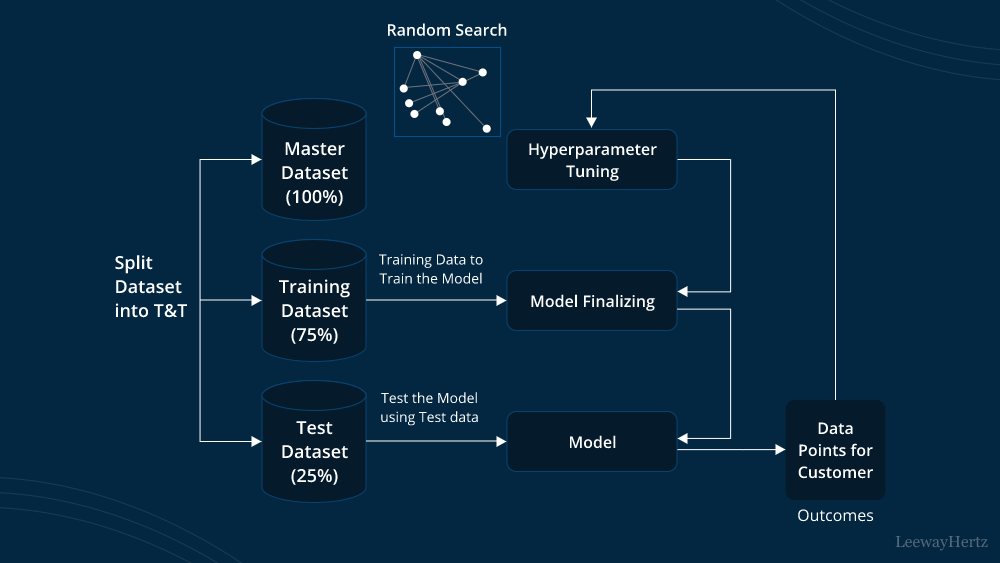 Random Search
Master
Dataset
(100%)
Hyperparameter
Tuning
Split
Dataset
into T&T
Training
Dataset
(75%)
Training Data to
Train the Model
Model Finalizing
Test
Dataset
(25%)
Test the Model
using Test data
Model
Data
Points for
Customer
Outcomes
LeewayHertz